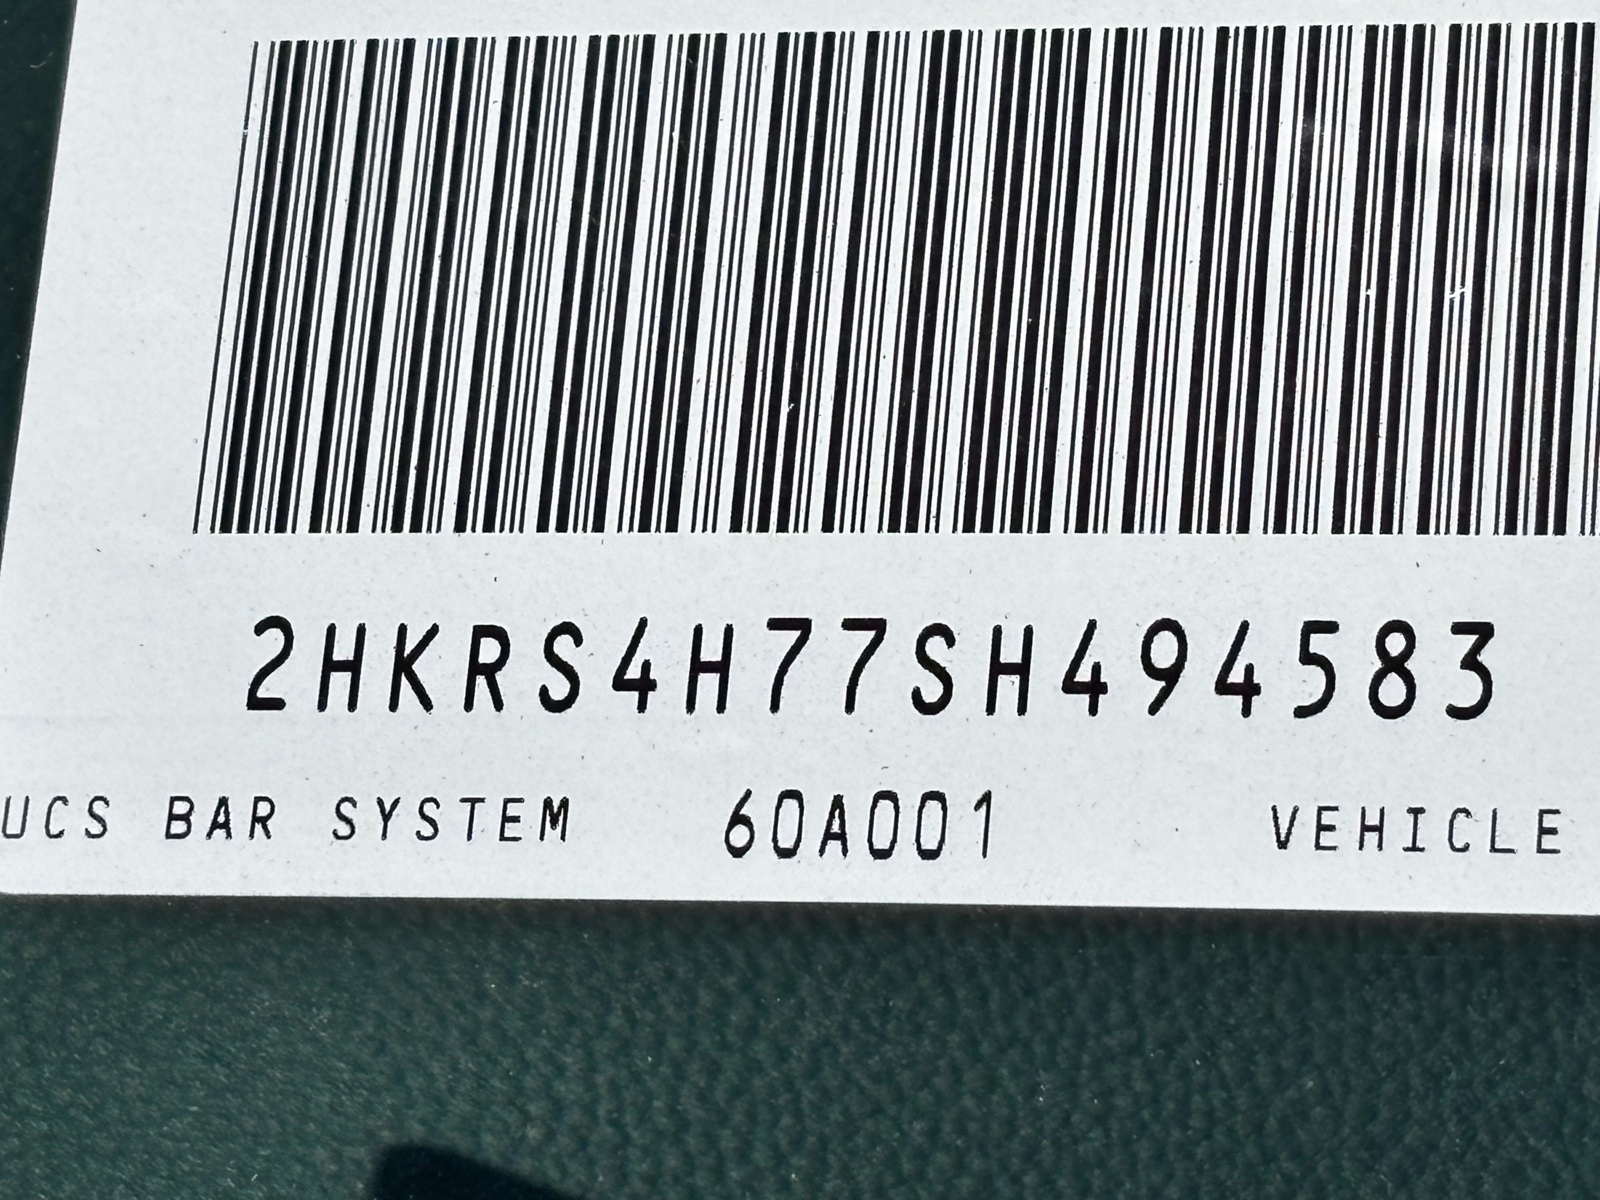 2HKRS4H77SH494583
UCS BAR SYSTEM 60A001 VEHICLE